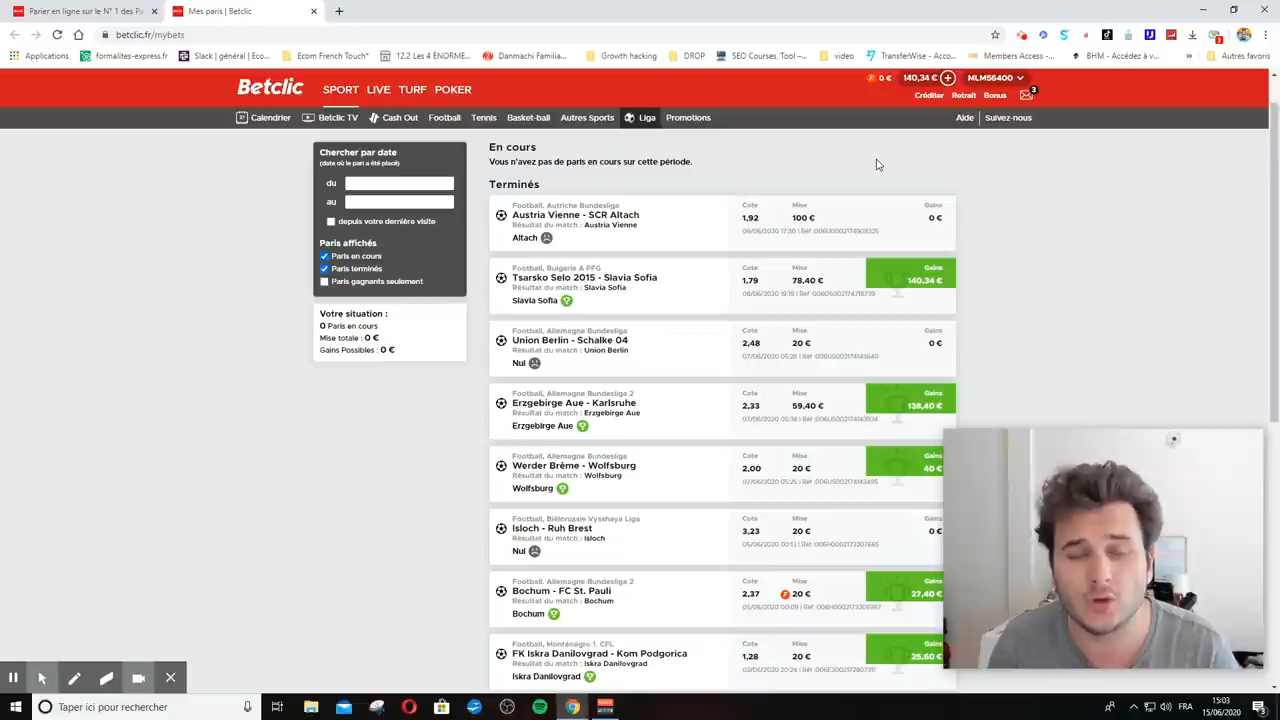 Parier en ligne sur le N° 1 des Pa
Mes paris | Betclic
betclic.fr/mybets
Applications
formalites-express.fr
Slack | général | Eco...
Ecom French Touch°
12.2 Les 4 ÉNORME...
Danmachi Familia...
Growth hacking
DROP
SEO Courses, Tool –...
video
TransferWise - Acco...
Members Access -...
BHM - Accédez à v...
»
Autres favoris
Betclic
SPORT
LIVE
TURF
POKER
0 €
140,34 €
MLM56400
Créditer
Retrait
Bonus
3
Calendrier
Betclic TV
Cash Out
Football
Tennis
Basket-ball
Autres Sports
Liga
Promotions
Aide
Suivez-nous
Chercher par date
(date où le pari a été placé)
du
au
depuis votre dernière visite
Paris affichés
Paris en cours
Paris terminés
Paris gagnants seulement
Votre situation :
0 Paris en cours
Mise totale : 0 €
Gains Possibles : 0 €
En cours
Vous n'avez pas de paris en cours sur cette période.
Terminés
Football, Autriche Bundesliga
Austria Vienne - SCR Altach
Résultat du match : Austria Vienne
Altach
Cote
1,92
Mise
100 €
Gains
0 €
Football, Bulgarie A PFG
Tsarsko Selo 2015 - Slavia Sofia
Résultat du match : Slavia Sofia
Slavia Sofia
Cote
1,79
Mise
78,40 €
Gains
140,34 €
Football, Allemagne Bundesliga
Union Berlin - Schalke 04
Résultat du match : Union Berlin
Nul
Cote
2,48
Mise
20 €
Gains
0 €
Football, Allemagne Bundesliga 2
Erzgebirge Aue - Karlsruhe
Résultat du match : Erzgebirge Aue
Erzgebirge Aue
Cote
2,33
Mise
59,40 €
Gains
138,40 €
Football, Allemagne Bundesliga
Werder Brême - Wolfsburg
Résultat du match : Wolfsburg
Wolfsburg
Cote
2,00
Mise
20 €
Gains
40 €
Football, Biélorussie Vysshaya Liga
Isloch - Ruh Brest
Résultat du match : Isloch
Nul
Cote
3,23
Mise
20 €
Gains
0 €
Football, Allemagne Bundesliga 2
Bochum - FC St. Pauli
Résultat du match : Bochum
Bochum
Cote
2,37
Mise
20 €
Gains
27,40 €
Football, Monténégro 1. CFL
FK Iskra Danilovgrad - Kom Podgorica
Résultat du match : Iskra Danilovgrad
Iskra Danilovgrad
Cote
1,28
Mise
20 €
Gains
25,60 €
Taper ici pour rechercher
FRA
15:03
15/06/2020